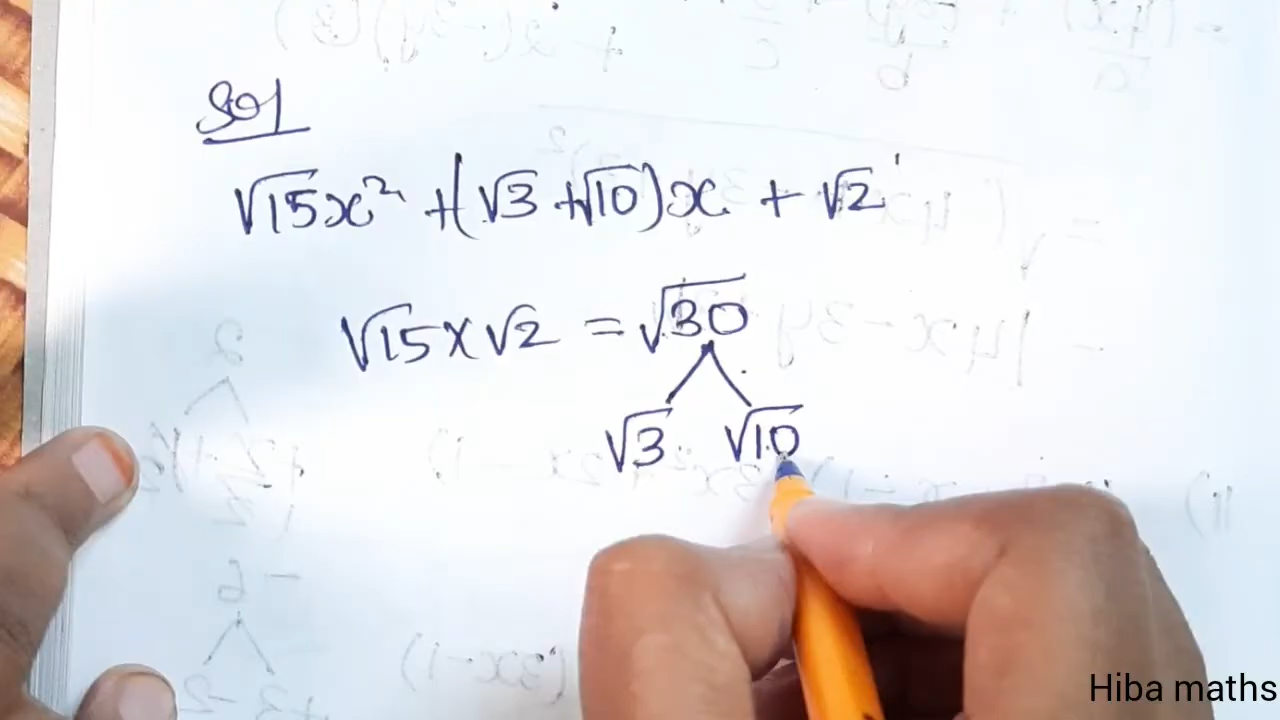 Sol
√15x² + (√3 + √10)x + √2
√15 × √2 = √30
√3 √10
Hiba maths